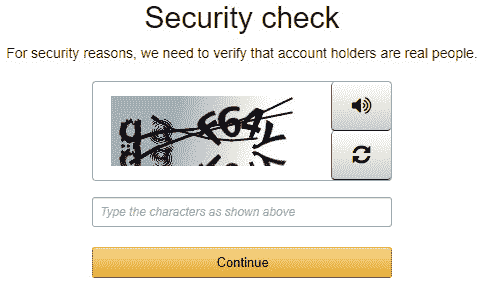 Security check
For security reasons, we need to verify that account holders are real people.
Type the characters as shown above
Continue